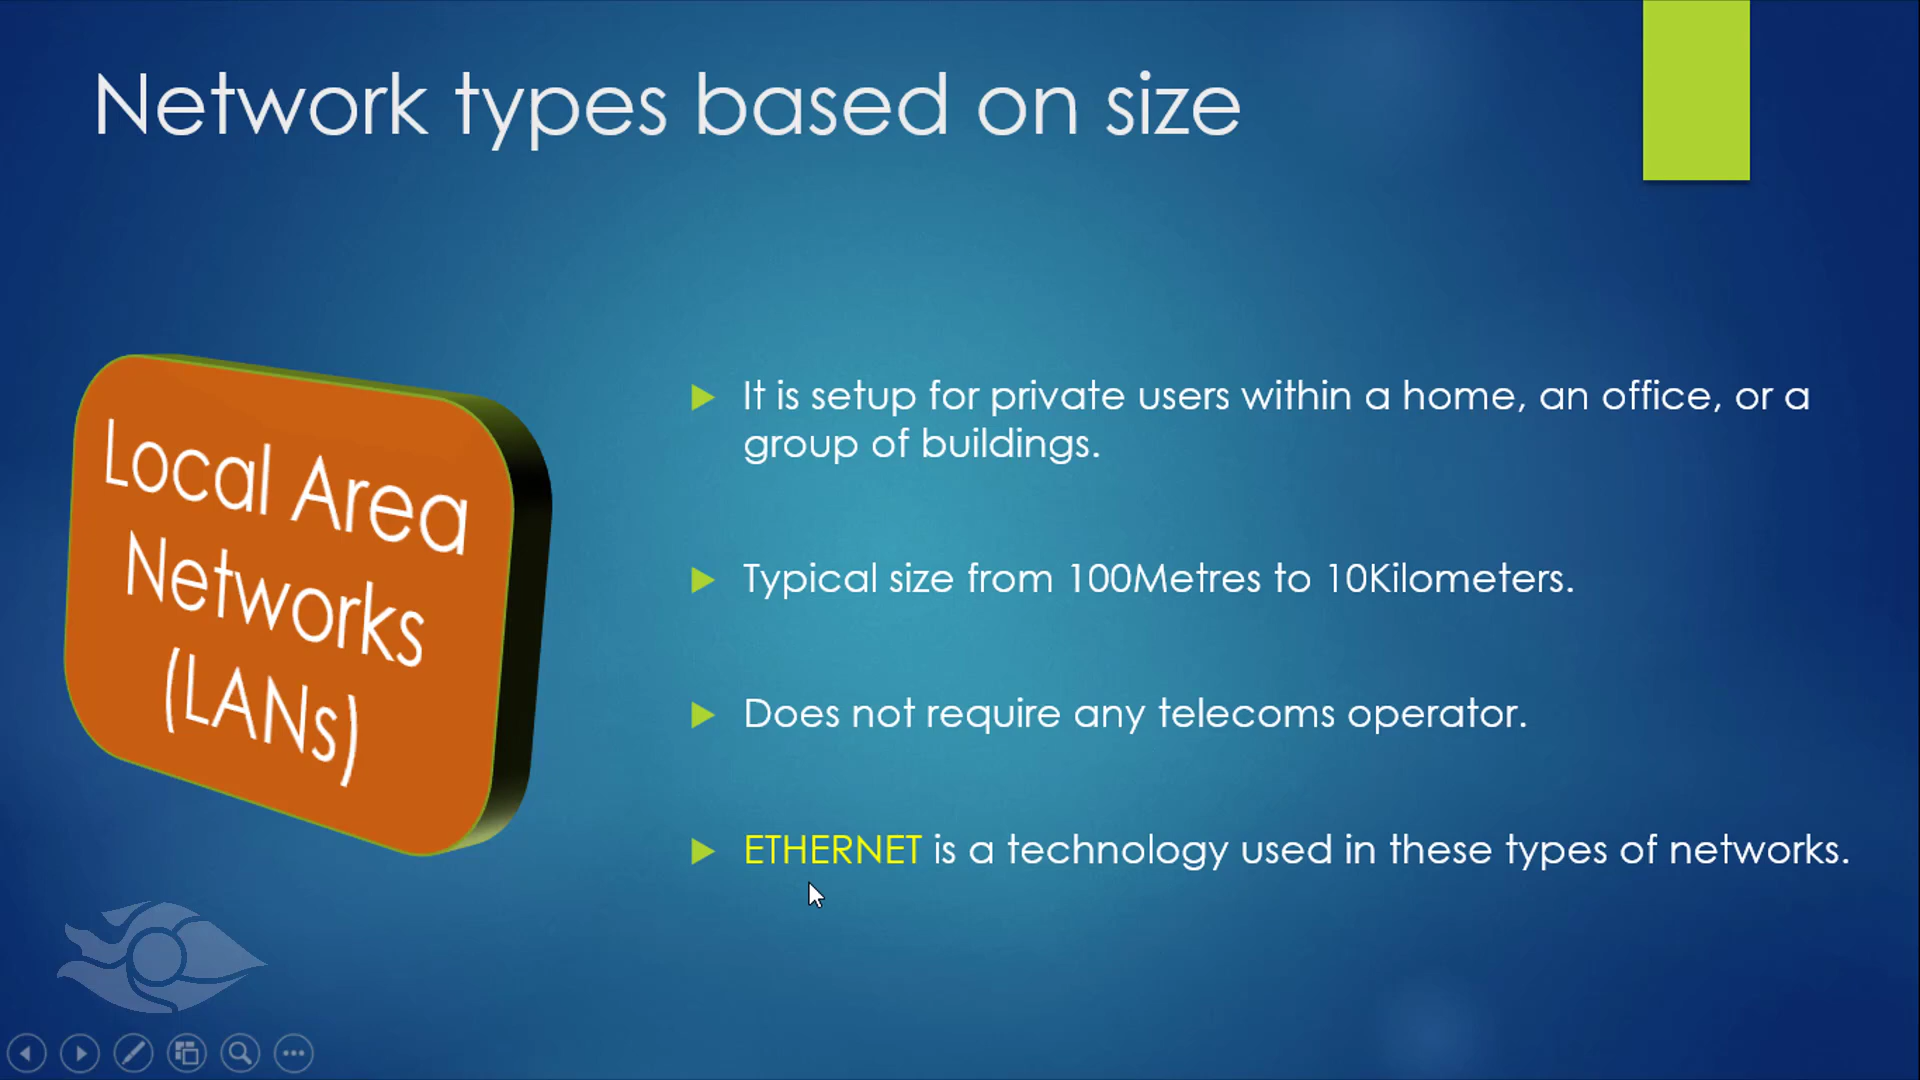 Network types based on size
Local Area
Networks
(LANs)
It is setup for private users within a home, an office, or a
group of buildings.
Typical size from 100Metres to 10Kilometers.
Does not require any telecoms operator.
ETHERNET is a technology used in these types of networks.